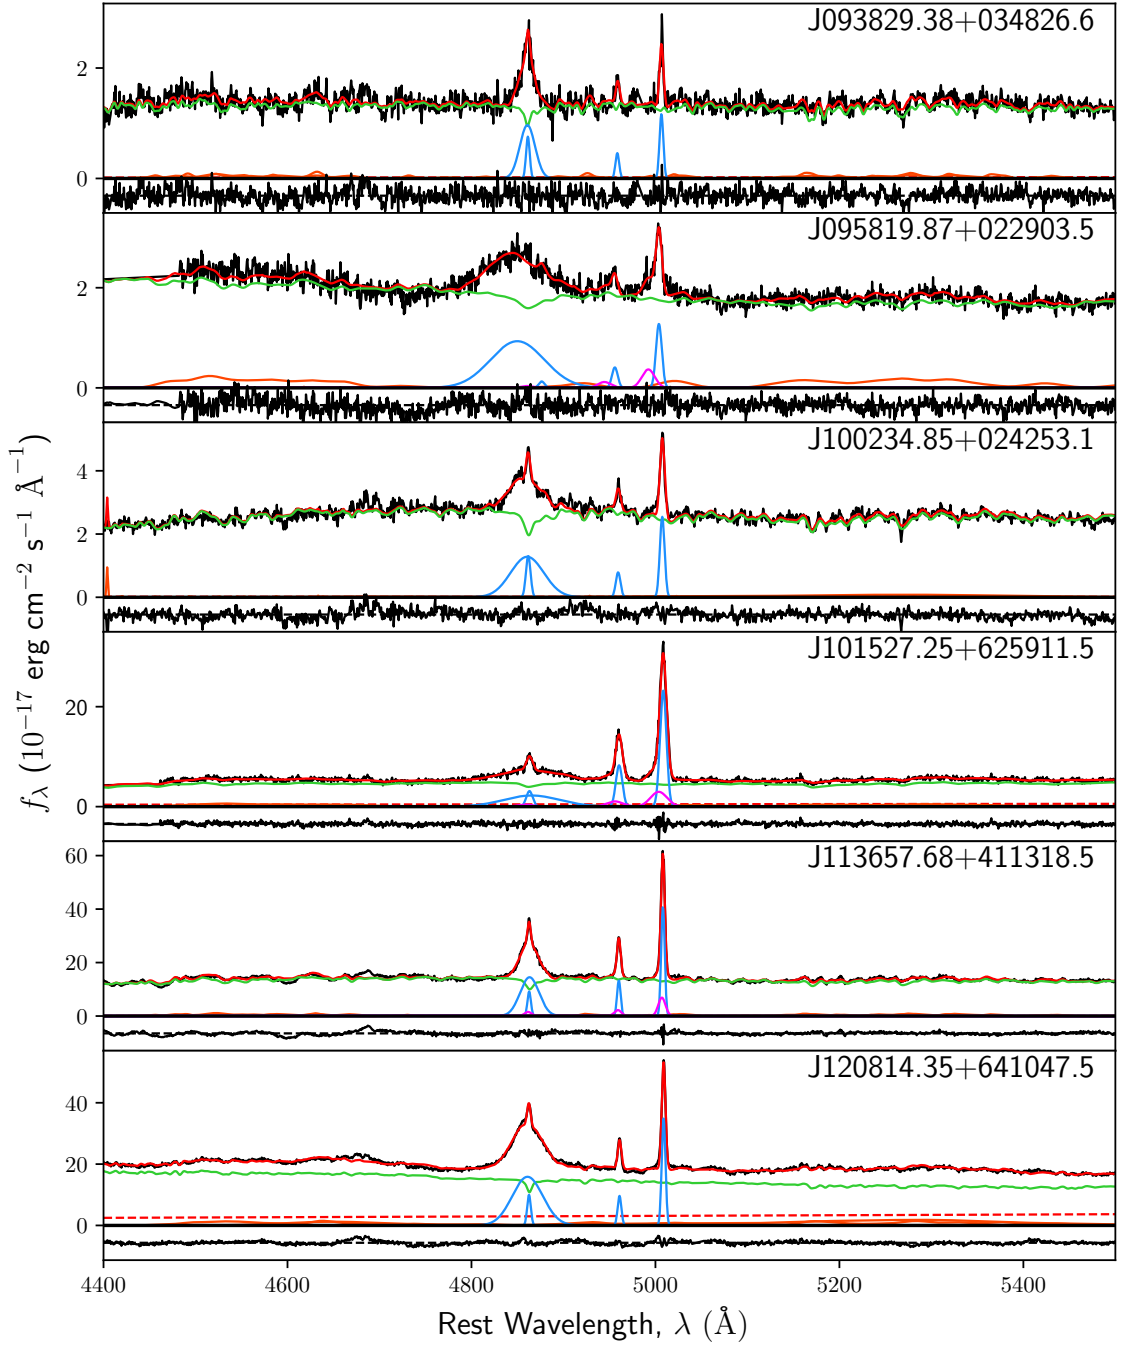 J093829.38+034826.6
2
0
J095819.87+022903.5
2
0
J100234.85+024253.1
4
2
0
J101527.25+625911.5
20
0
J113657.68+411318.5
60
40
20
0
J120814.35+641047.5
40
20
0
4400 4600 4800 5000 5200 5400
Rest Wavelength, λ (Å)
f_λ (10⁻¹⁷ erg cm⁻² s⁻¹ Å⁻¹)